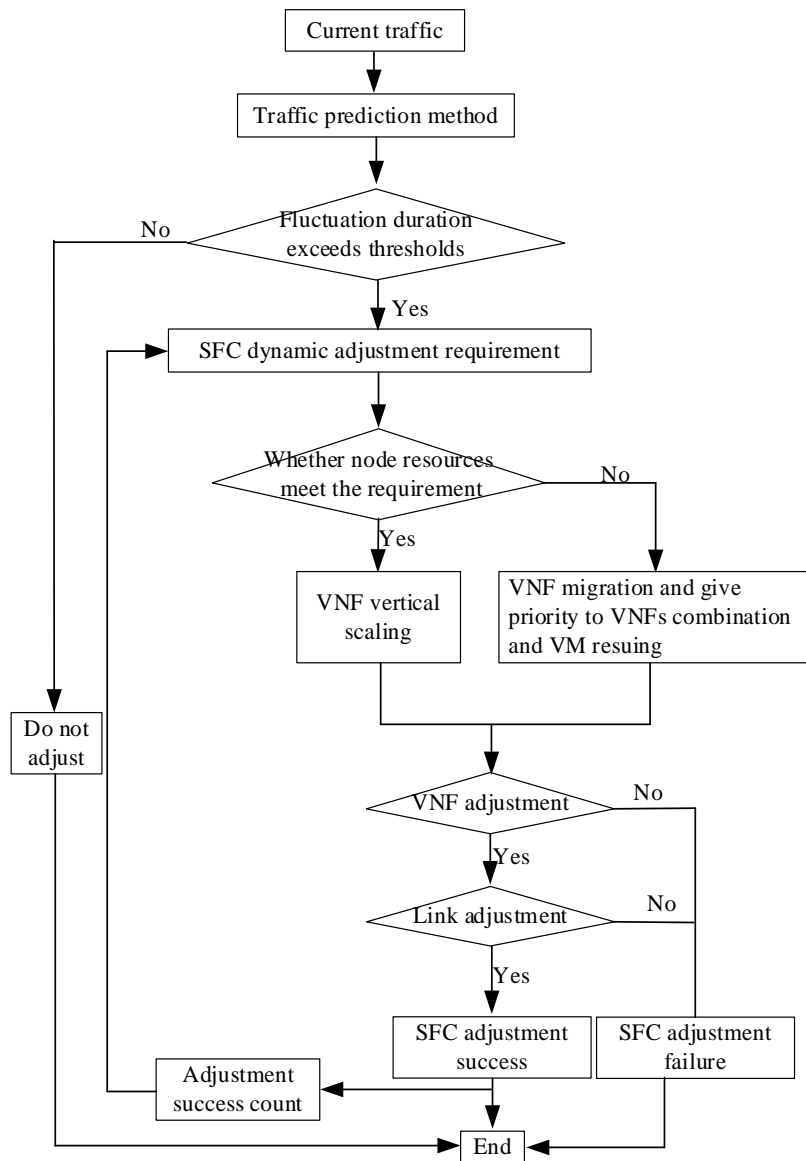 Current traffic
Traffic prediction method
Fluctuation duration
exceeds thresholds
No
Yes
SFC dynamic adjustment requirement
Whether node resources
meet the requirement
No
Yes
VNF vertical
scaling
VNF migration and give
priority to VNFs combination
and VM resuing
Do not
adjust
VNF adjustment
No
Yes
Link adjustment
No
Yes
SFC adjustment
success
SFC adjustment
failure
Adjustment
success count
End